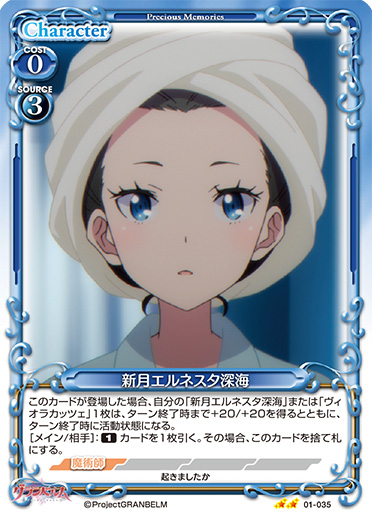 Precious Memories
Character
COST
0
SOURCE
3
新月エルネスタ深海
このカードが登場した場合、自分の「新月エルネスタ深海」または「ヴィ
オラカッツェ」1枚は、ターン終了時まで+20/+20を得るとともに、
ターン終了時に活動状態になる。
[メイン/相手]: 1 カードを1枚引く。その場合、このカードを捨て札
にする。
魔術師
起きましたか
グランベルム
©ProjectGRANBELM
01-035